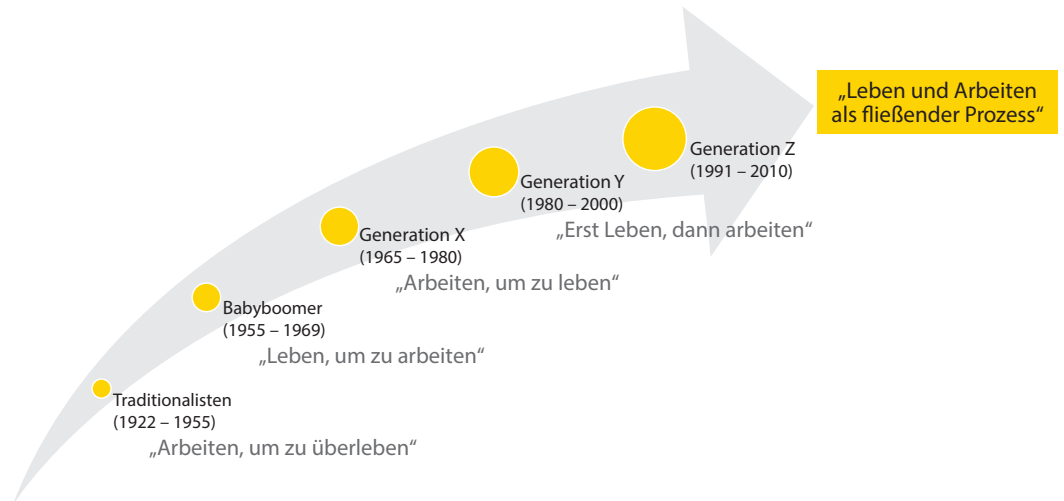 „Leben und Arbeiten
als fließender Prozess“
Generation Z
(1991 – 2010)
Generation Y
(1980 – 2000)
„Erst Leben, dann arbeiten“
Generation X
(1965 – 1980)
„Arbeiten, um zu leben“
Babyboomer
(1955 – 1969)
„Leben, um zu arbeiten“
Traditionalisten
(1922 – 1955)
„Arbeiten, um zu überleben“